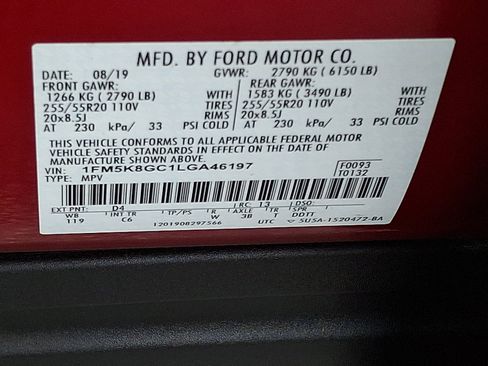 MFD. BY FORD MOTOR CO.
DATE: 08/19 GVWR: 2790 KG ( 6150 LB)
FRONT GAWR: REAR GAWR:
1266 KG ( 2790 LB) 1583 KG ( 3490 LB)
255/55R20 110V TIRES 255/55R20 110V TIRES
20x8.5J RIMS 20x8.5J RIMS
AT 230 kPa/ 33 PSI COLD AT 230 kPa/ 33 PSI COLD
THIS VEHICLE CONFORMS TO ALL APPLICABLE FEDERAL MOTOR
VEHICLE SAFETY STANDARDS IN EFFECT ON THE DATE OF
MANUFACTURE SHOWN ABOVE.
VIN: 1FM5K8GC1LGA46197 F0093
TYPE: MPV T0132
EXT PNT: D4 RC: 13 DSO:
WB INT TR TP/PS R AXLE TR SPR
119 C6 W 3B T DDTT
1201908297566 UTC 5U5A-1520472-BA